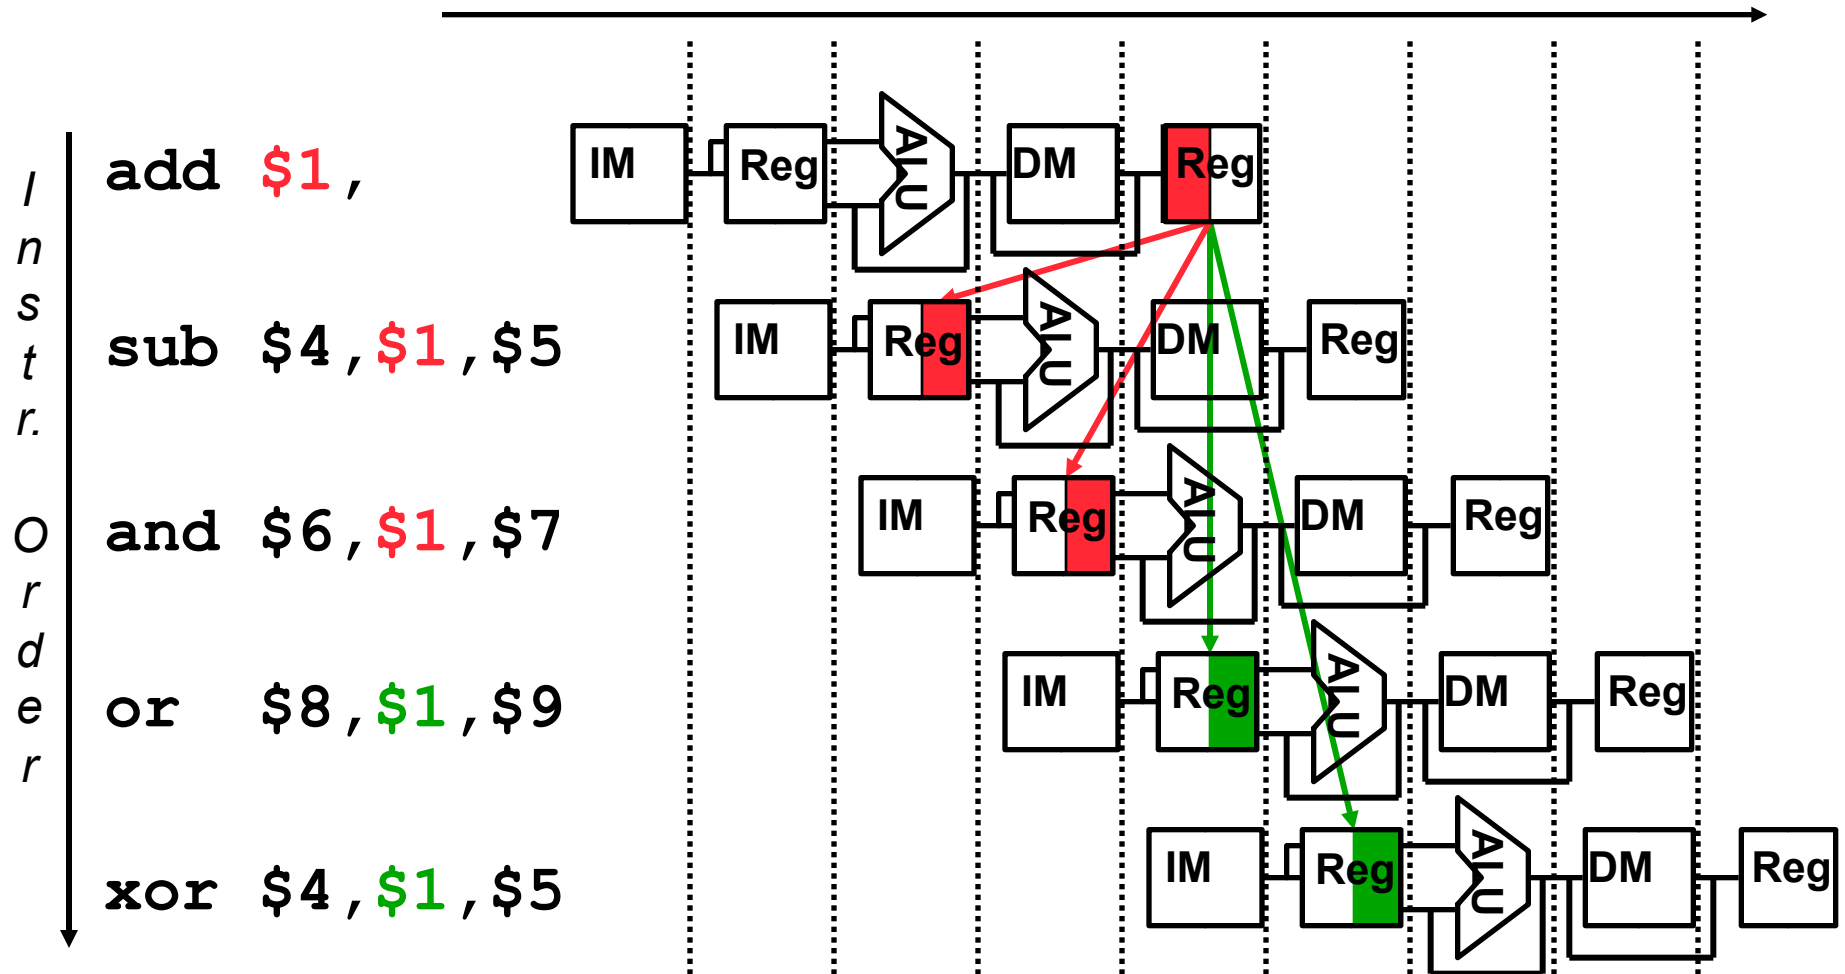 Instr. Order
add $1,
IM Reg ALU DM Reg
sub $4,$1,$5
IM Reg ALU DM Reg
and $6,$1,$7
IM Reg ALU DM Reg
or $8,$1,$9
IM Reg ALU DM Reg
xor $4,$1,$5
IM Reg ALU DM Reg